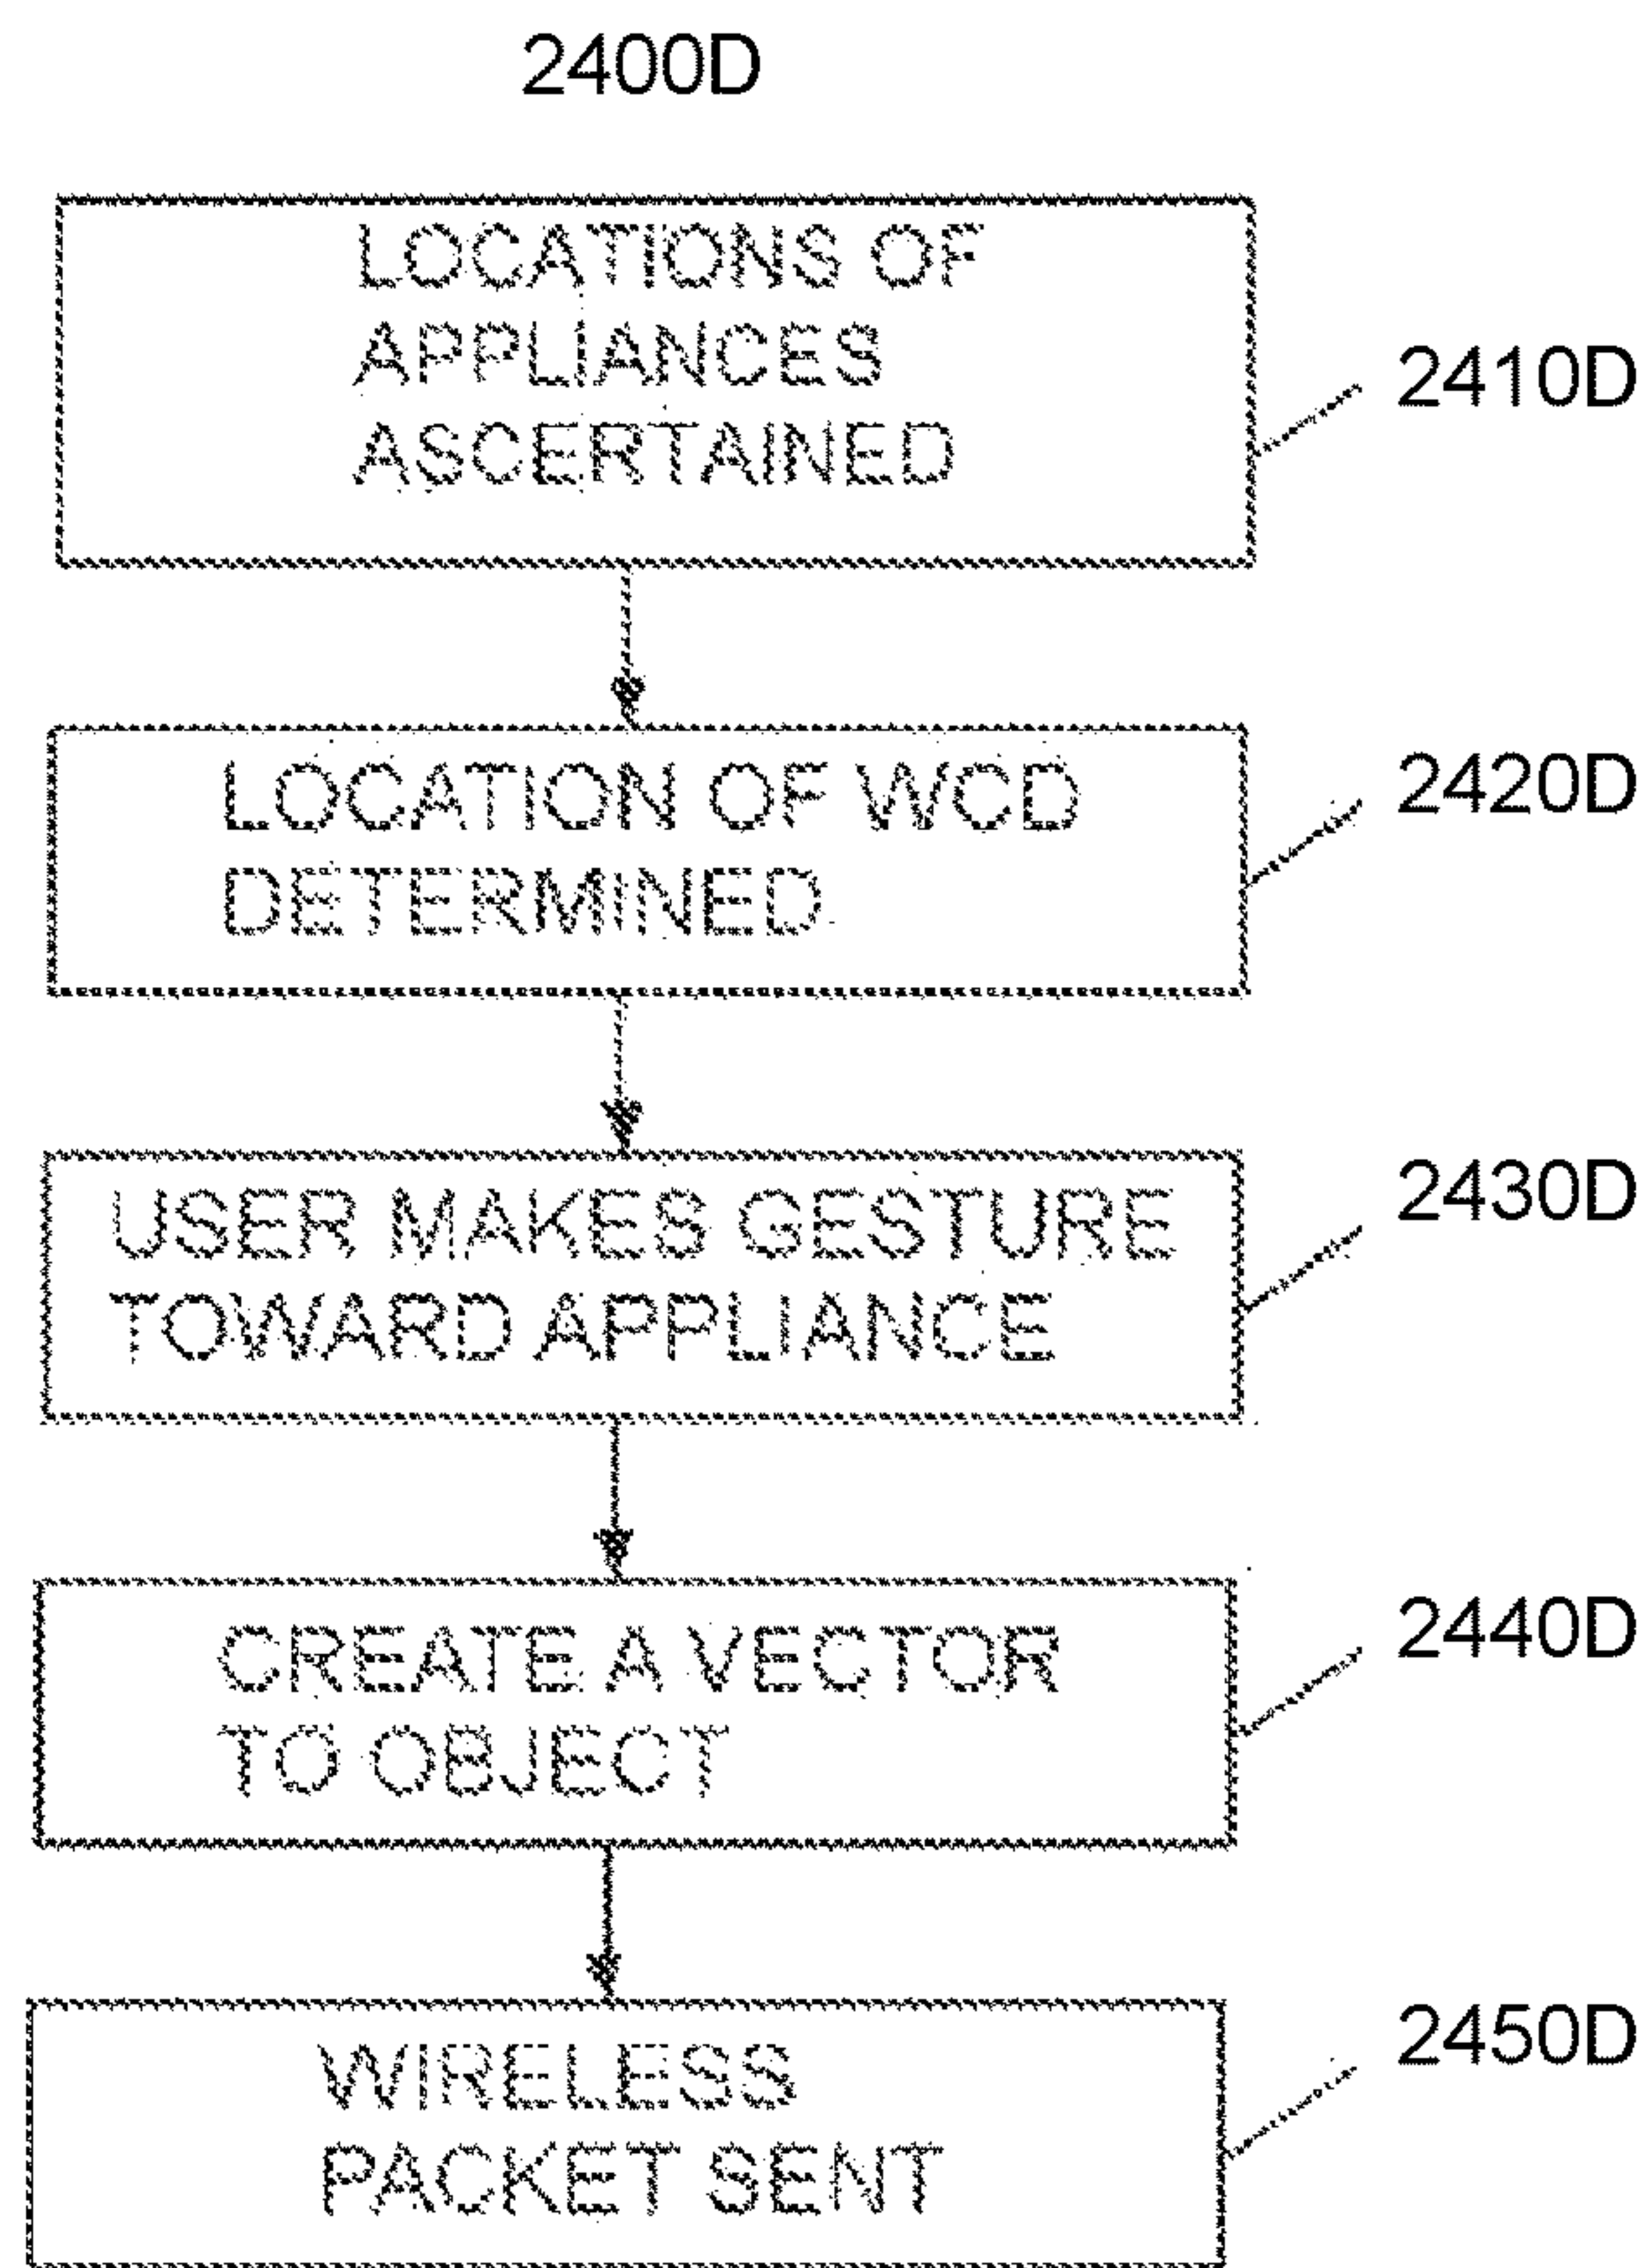 2400D
LOCATIONS OF
APPLIANCES
ASCERTAINED
2410D
LOCATION OF WCD
DETERMINED
2420D
USER MAKES GESTURE
TOWARD APPLIANCE
2430D
CREATE A VECTOR
TO OBJECT
2440D
WIRELESS
PACKET SENT
2450D